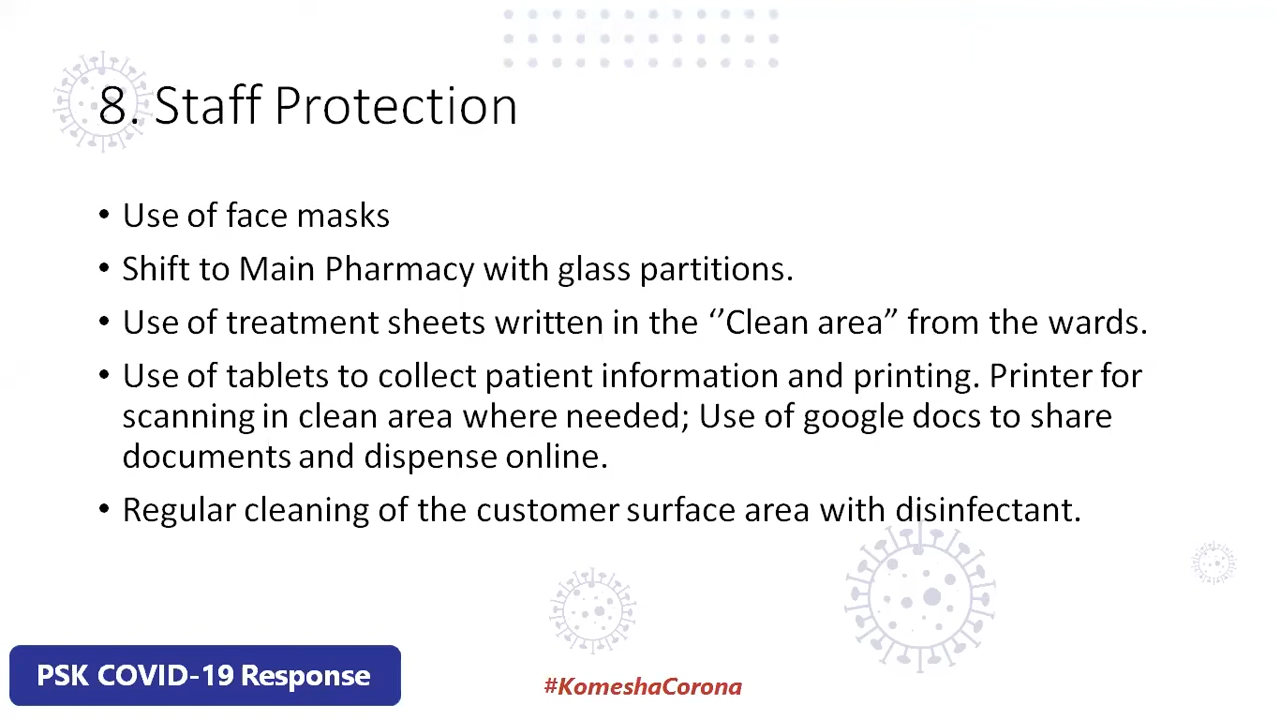 8. Staff Protection
• Use of face masks
• Shift to Main Pharmacy with glass partitions.
• Use of treatment sheets written in the ‘’Clean area” from the wards.
• Use of tablets to collect patient information and printing. Printer for
scanning in clean area where needed; Use of google docs to share
documents and dispense online.
• Regular cleaning of the customer surface area with disinfectant.
PSK COVID-19 Response
#KomeshaCorona